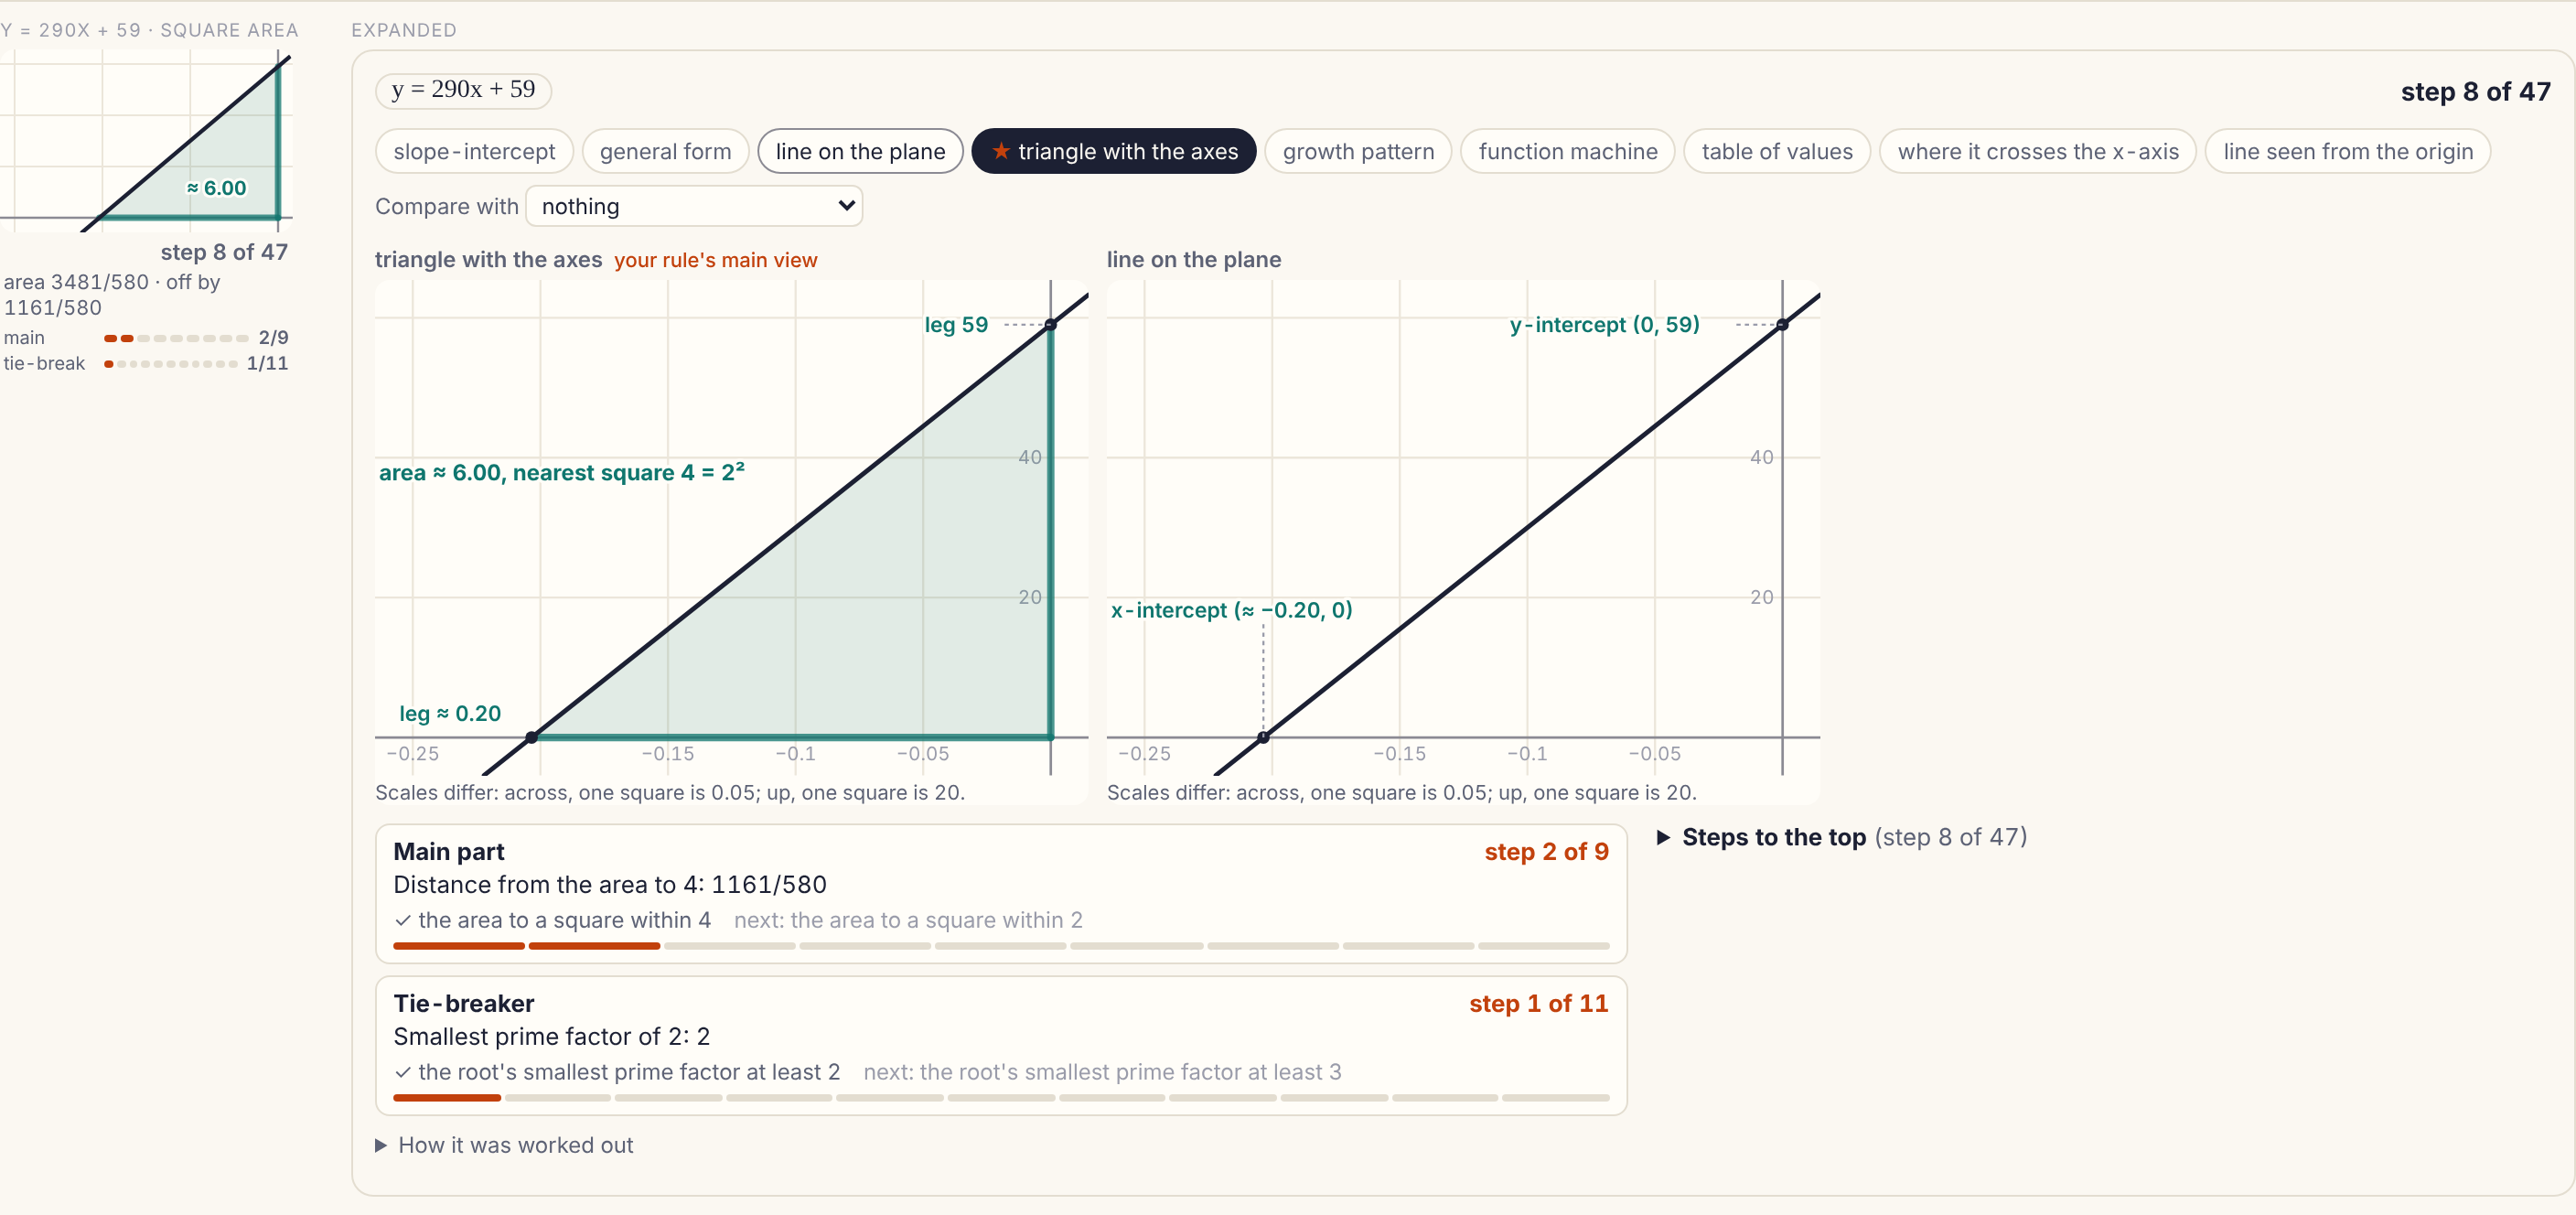 Y = 290X + 59 · SQUARE AREA
≈ 6.00
step 8 of 47
area 3481/580 · off by
1161/580
main 2/9
tie-break 1/11
EXPANDED
y = 290x + 59
step 8 of 47
slope-intercept
general form
line on the plane
★ triangle with the axes
growth pattern
function machine
table of values
where it crosses the x-axis
line seen from the origin
Compare with nothing
triangle with the axes your rule's main view
leg 59
40
area ≈ 6.00, nearest square 4 = 2²
20
leg ≈ 0.20
−0.25 −0.15 −0.1 −0.05
Scales differ: across, one square is 0.05; up, one square is 20.
line on the plane
y-intercept (0, 59)
40
20
x-intercept (≈ −0.20, 0)
−0.25 −0.15 −0.1 −0.05
Scales differ: across, one square is 0.05; up, one square is 20.
Main part step 2 of 9
Distance from the area to 4: 1161/580
✓ the area to a square within 4 next: the area to a square within 2
Tie-breaker step 1 of 11
Smallest prime factor of 2: 2
✓ the root's smallest prime factor at least 2 next: the root's smallest prime factor at least 3
▶ How it was worked out
▶ Steps to the top (step 8 of 47)